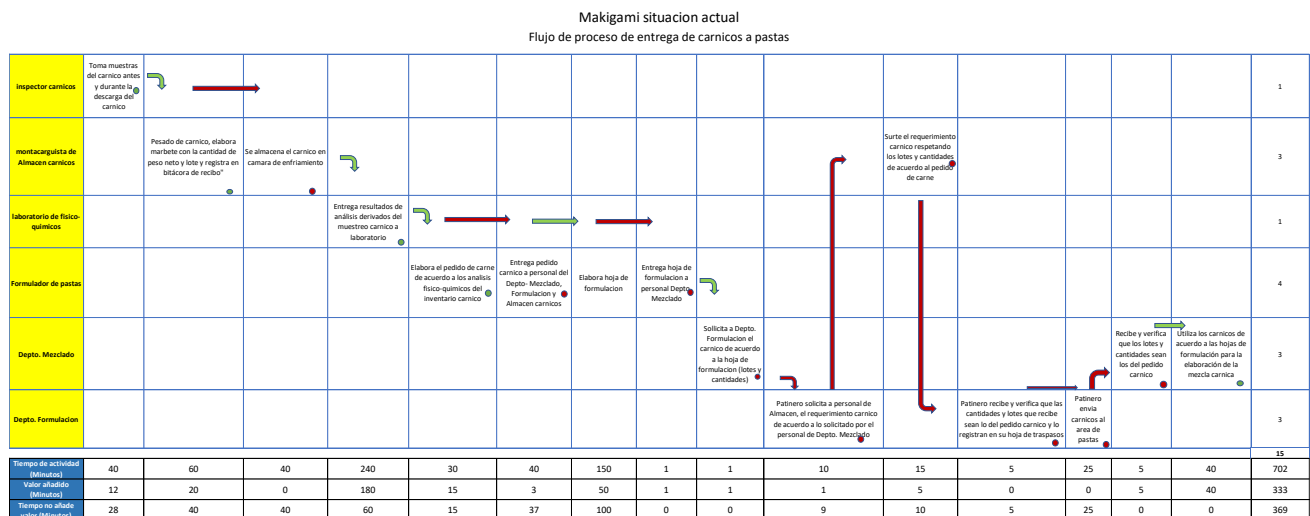 Makigami situacion actual
Flujo de proceso de entrega de carnicos a pastas
inspector carnicos
Toma muestras
del carnico antes
y durante la
descarga del
carnico
1
montacarguista de
Almacen carnicos
Pesado de carnico, elabora
marbete con la cantidad de
peso neto y lote y registra en
bitácora de recibo"
Se almacena el carnico en
camara de enfriamiento
Surte el requerimiento
carnico respetando
los lotes y cantidades
de acuerdo al pedido
de carne
3
laboratorio de fisico-
quimicos
Entrega resultados de
análisis derivados del
muestreo carnico a
laboratorio
1
Formulador de pastas
Elabora el pedido de carne
de acuerdo a los analisis
fisico-quimicos del
inventario carnico
Entrega pedido
carnico a personal del
Depto- Mezclado,
Formulacion y
Almacen carnicos
Elabora hoja de
formulacion
Entrega hoja de
formulacion a
personal Depto.
Mezclado
4
Depto. Mezclado
Sollicita a Depto.
Formulacion el
carnico de acuerdo
a la hoja de
formulacion (lotes y
cantidades)
Recibe y verifica
que los lotes y
cantidades sean
los del pedido
carnico
Utiliza los carnicos de
acuerdo a las hojas de
formulación para la
elaboración de la
mezcla carnica
3
Depto. Formulacion
Patinero solicita a personal de
Almacen, el requerimiento carnico
de acuerdo a lo solicitado por el
personal de Depto. Mezclado
Patinero recibe y verifica que las
cantidades y lotes que recibe
sean lo del pedido carnico y lo
registran en su hoja de traspasos
Patinero
envia
carnicos al
area de
pastas
3
15
Tiempo de actividad
(Minutos)
40 60 40 240 30 40 150 1 1 10 15 5 25 5 40 702
Valor añadido
(Minutos)
12 20 0 180 15 3 50 1 1 1 5 0 0 5 40 333
Tiempo no añade
valor (Minutos)
28 40 40 60 15 37 100 0 0 9 10 5 25 0 0 369